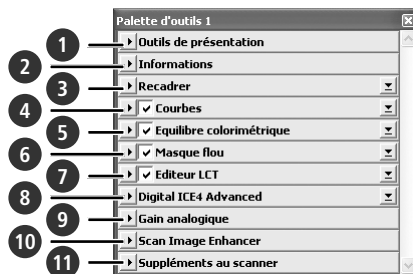 Palette d'outils 1
1 Outils de présentation
2 Informations
3 Recadrer
4 Courbes
5 Equilibre colorimétrique
6 Masque flou
7 Editeur LCT
8 Digital ICE4 Advanced
9 Gain analogique
10 Scan Image Enhancer
11 Suppléments au scanner